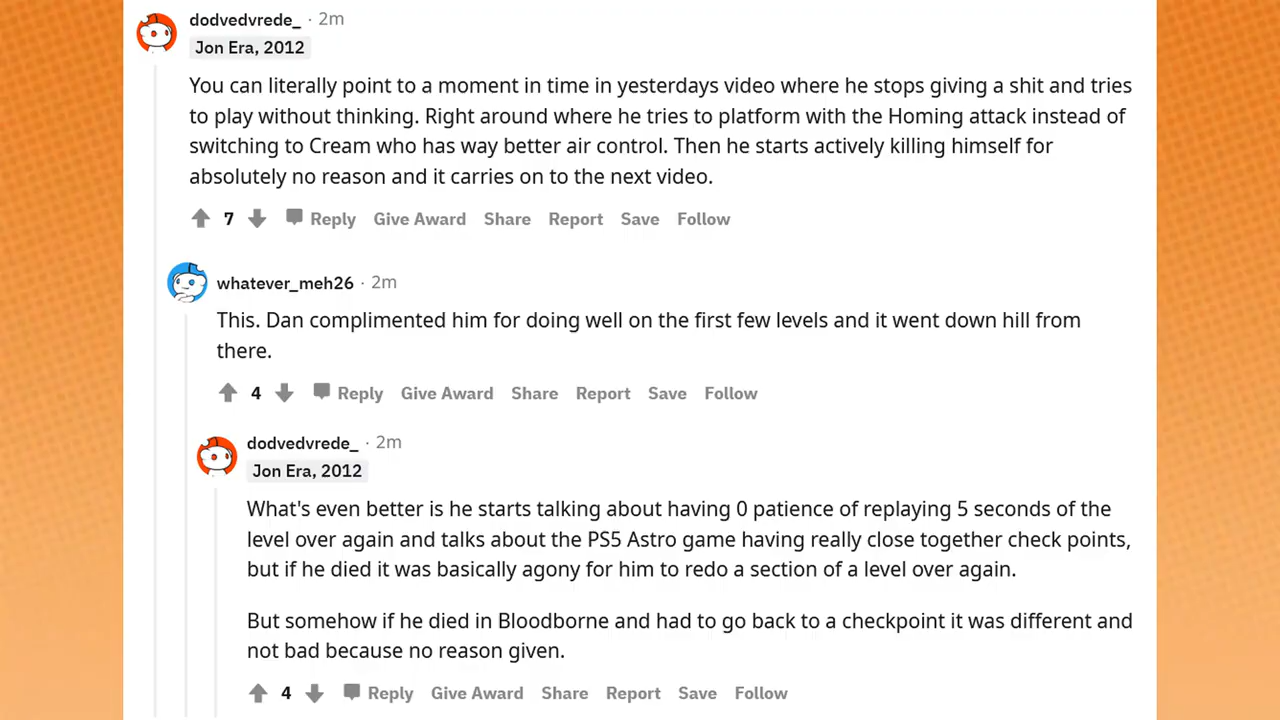 dodvedvrede_ · 2m
Jon Era, 2012
You can literally point to a moment in time in yesterdays video where he stops giving a shit and tries
to play without thinking. Right around where he tries to platform with the Homing attack instead of
switching to Cream who has way better air control. Then he starts actively killing himself for
absolutely no reason and it carries on to the next video.
7 Reply Give Award Share Report Save Follow
whatever_meh26 · 2m
This. Dan complimented him for doing well on the first few levels and it went down hill from
there.
4 Reply Give Award Share Report Save Follow
dodvedvrede_ · 2m
Jon Era, 2012
What's even better is he starts talking about having 0 patience of replaying 5 seconds of the
level over again and talks about the PS5 Astro game having really close together check points,
but if he died it was basically agony for him to redo a section of a level over again.
But somehow if he died in Bloodborne and had to go back to a checkpoint it was different and
not bad because no reason given.
4 Reply Give Award Share Report Save Follow